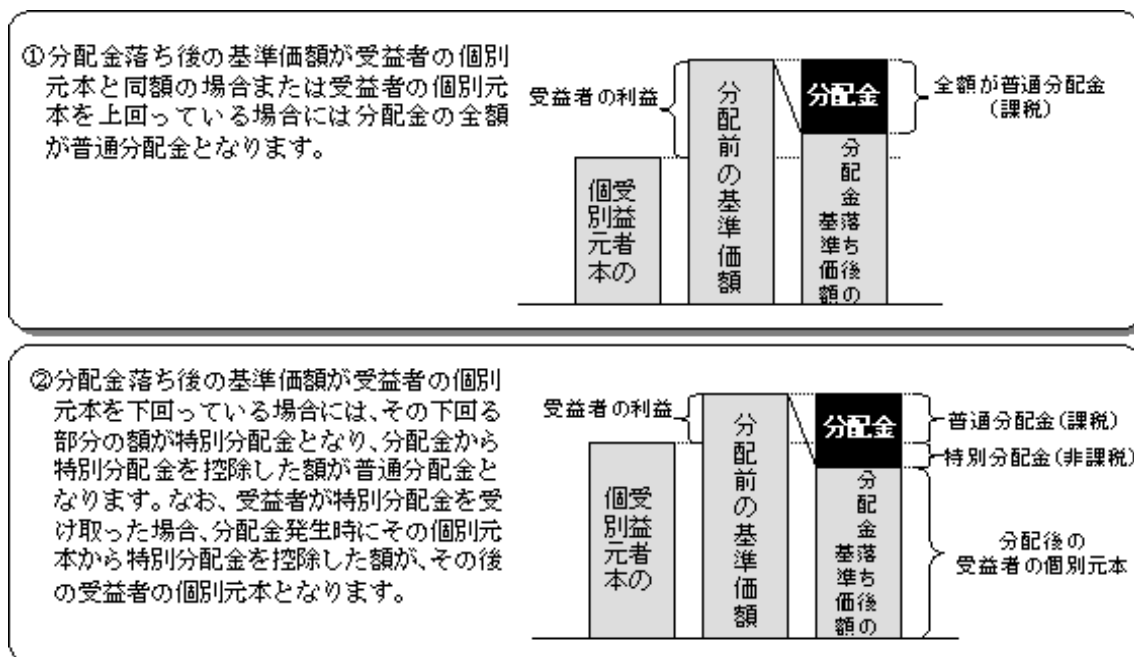 ①分配金落ち後の基準価額が受益者の個別
元本と同額の場合または受益者の個別元
本を上回っている場合には分配金の全額
が普通分配金となります。
受益者の利益
受益者の
個別元本
分配前の基準価額
分配金
分配金落ち後の
基準価額
全額が普通分配金
(課税)
②分配金落ち後の基準価額が受益者の個別
元本を下回っている場合には、その下回る
部分の額が特別分配金となり、分配金から
特別分配金を控除した額が普通分配金と
なります。なお、受益者が特別分配金を受
け取った場合、分配金発生時にその個別元
本から特別分配金を控除した額が、その後
の受益者の個別元本となります。
受益者の利益
受益者の
個別元本
分配前の基準価額
分配金
分配金落ち後の
基準価額
普通分配金(課税)
特別分配金(非課税)
分配後の
受益者の個別元本